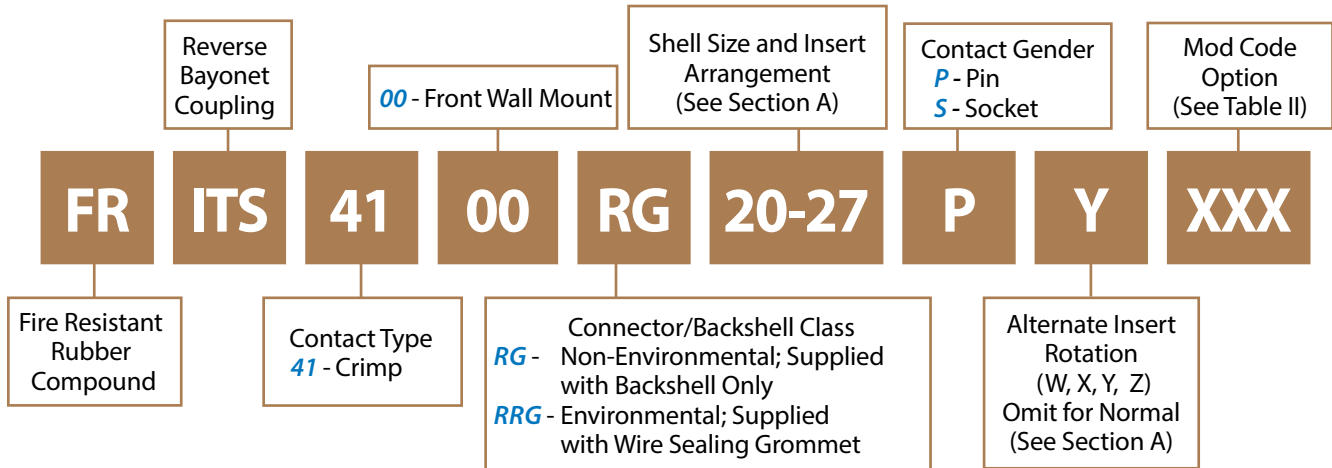 Reverse
Bayonet
Coupling
00 - Front Wall Mount
Shell Size and Insert
Arrangement
(See Section A)
Contact Gender
P - Pin
S - Socket
Mod Code
Option
(See Table II)
FR ITS 41 00 RG 20-27 P Y XXX
Fire Resistant
Rubber
Compound
Contact Type
41 - Crimp
Connector/Backshell Class
RG - Non-Environmental; Supplied
with Backshell Only
RRG - Environmental; Supplied
with Wire Sealing Grommet
Alternate Insert
Rotation
(W, X, Y, Z)
Omit for Normal
(See Section A)